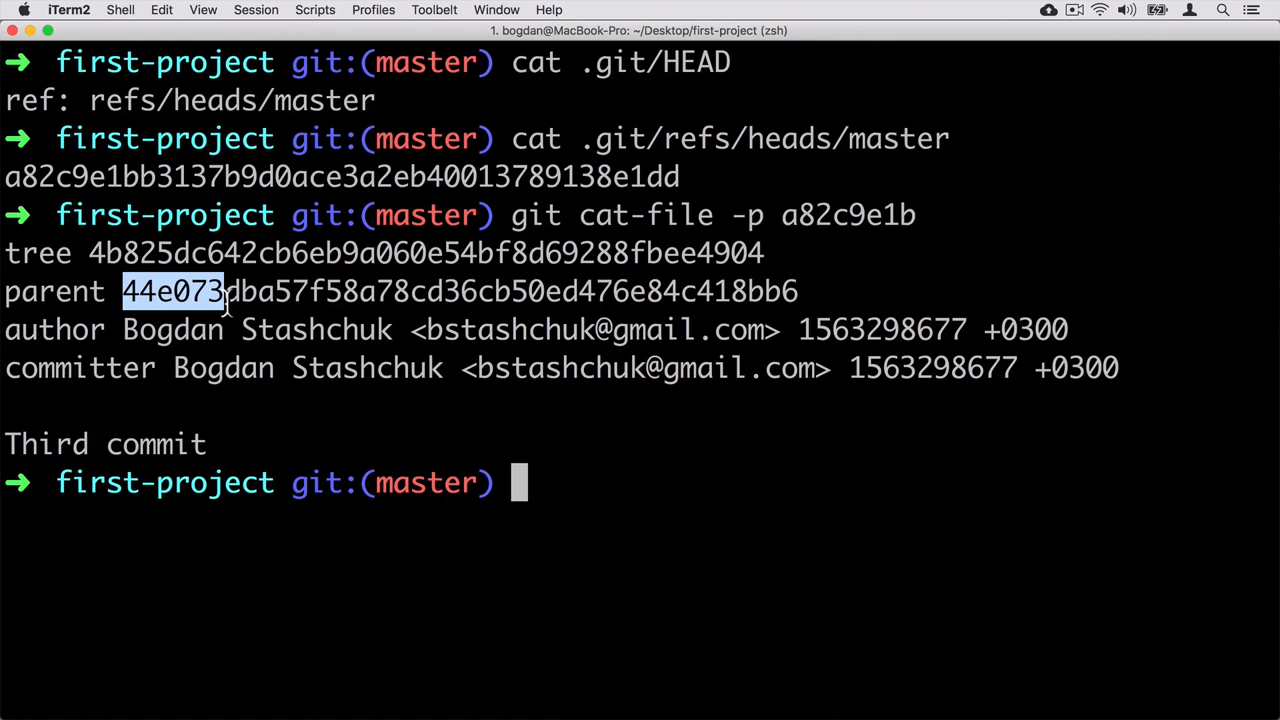 iTerm2 Shell Edit View Session Scripts Profiles Toolbelt Window Help
1. bogdan@MacBook-Pro: ~/Desktop/first-project (zsh)
➜ first-project git:(master) cat .git/HEAD
ref: refs/heads/master
➜ first-project git:(master) cat .git/refs/heads/master
a82c9e1bb3137b9d0ace3a2eb40013789138e1dd
➜ first-project git:(master) git cat-file -p a82c9e1b
tree 4b825dc642cb6eb9a060e54bf8d69288fbee4904
parent 44e073dba57f58a78cd36cb50ed476e84c418bb6
author Bogdan Stashchuk <bstashchuk@gmail.com> 1563298677 +0300
committer Bogdan Stashchuk <bstashchuk@gmail.com> 1563298677 +0300
Third commit
➜ first-project git:(master)